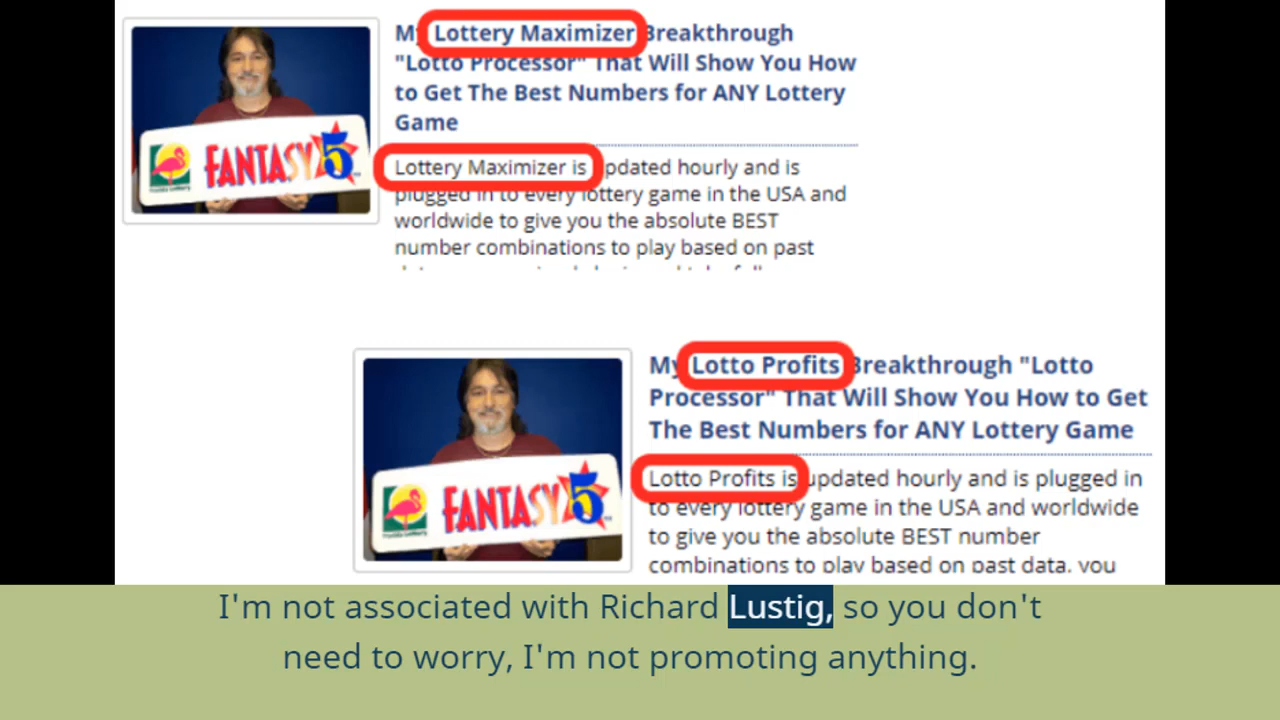 My Lottery Maximizer Breakthrough
"Lotto Processor" That Will Show You How
to Get The Best Numbers for ANY Lottery
Game
Lottery Maximizer is updated hourly and is
plugged in to every lottery game in the USA and
worldwide to give you the absolute BEST
number combinations to play based on past
FANTASY 5
My Lotto Profits Breakthrough "Lotto
Processor" That Will Show You How to Get
The Best Numbers for ANY Lottery Game
Lotto Profits is updated hourly and is plugged in
to every lottery game in the USA and worldwide
to give you the absolute BEST number
combinations to play based on past data, you
FANTASY 5
I'm not associated with Richard Lustig, so you don't
need to worry, I'm not promoting anything.